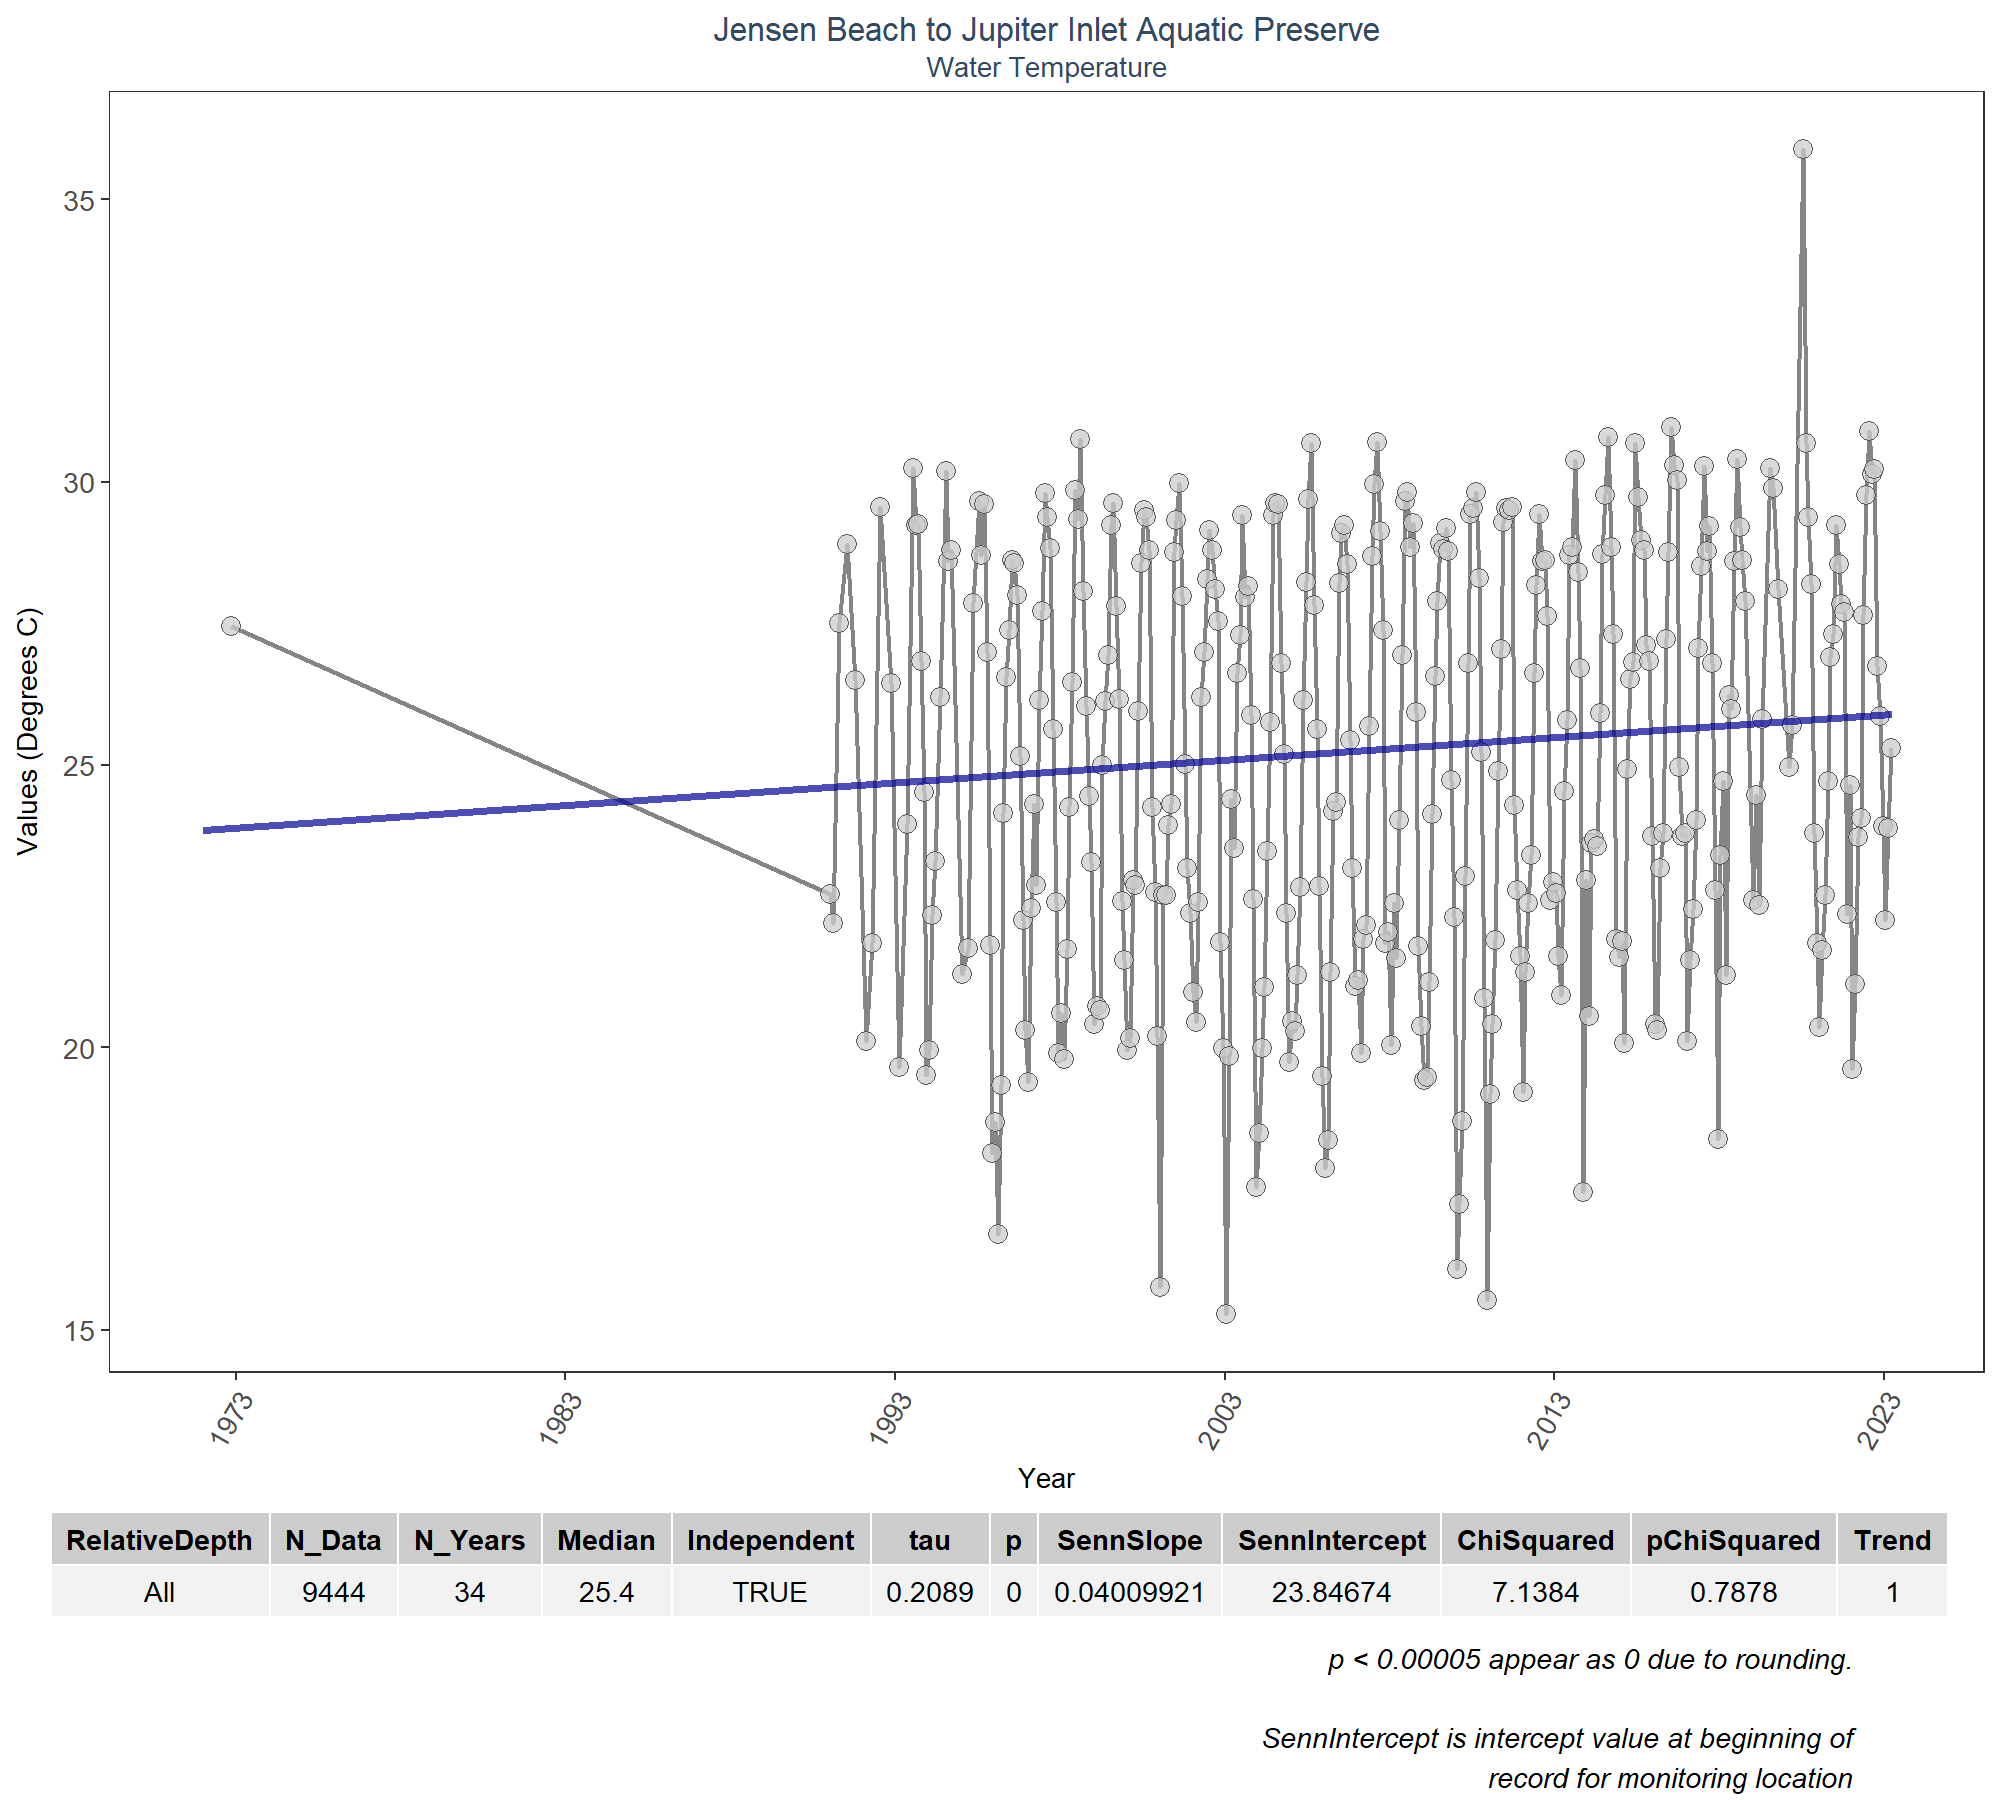 Jensen Beach to Jupiter Inlet Aquatic Preserve
Water Temperature
Values (Degrees C)
35
30
25
20
15
1973
1983
1993
2003
2013
2023
Year
RelativeDepth N_Data N_Years Median Independent tau p SennSlope SennIntercept ChiSquared pChiSquared Trend
All 9444 34 25.4 TRUE 0.2089 0 0.04009921 23.84674 7.1384 0.7878 1
p < 0.00005 appear as 0 due to rounding.
SennIntercept is intercept value at beginning of
record for monitoring location